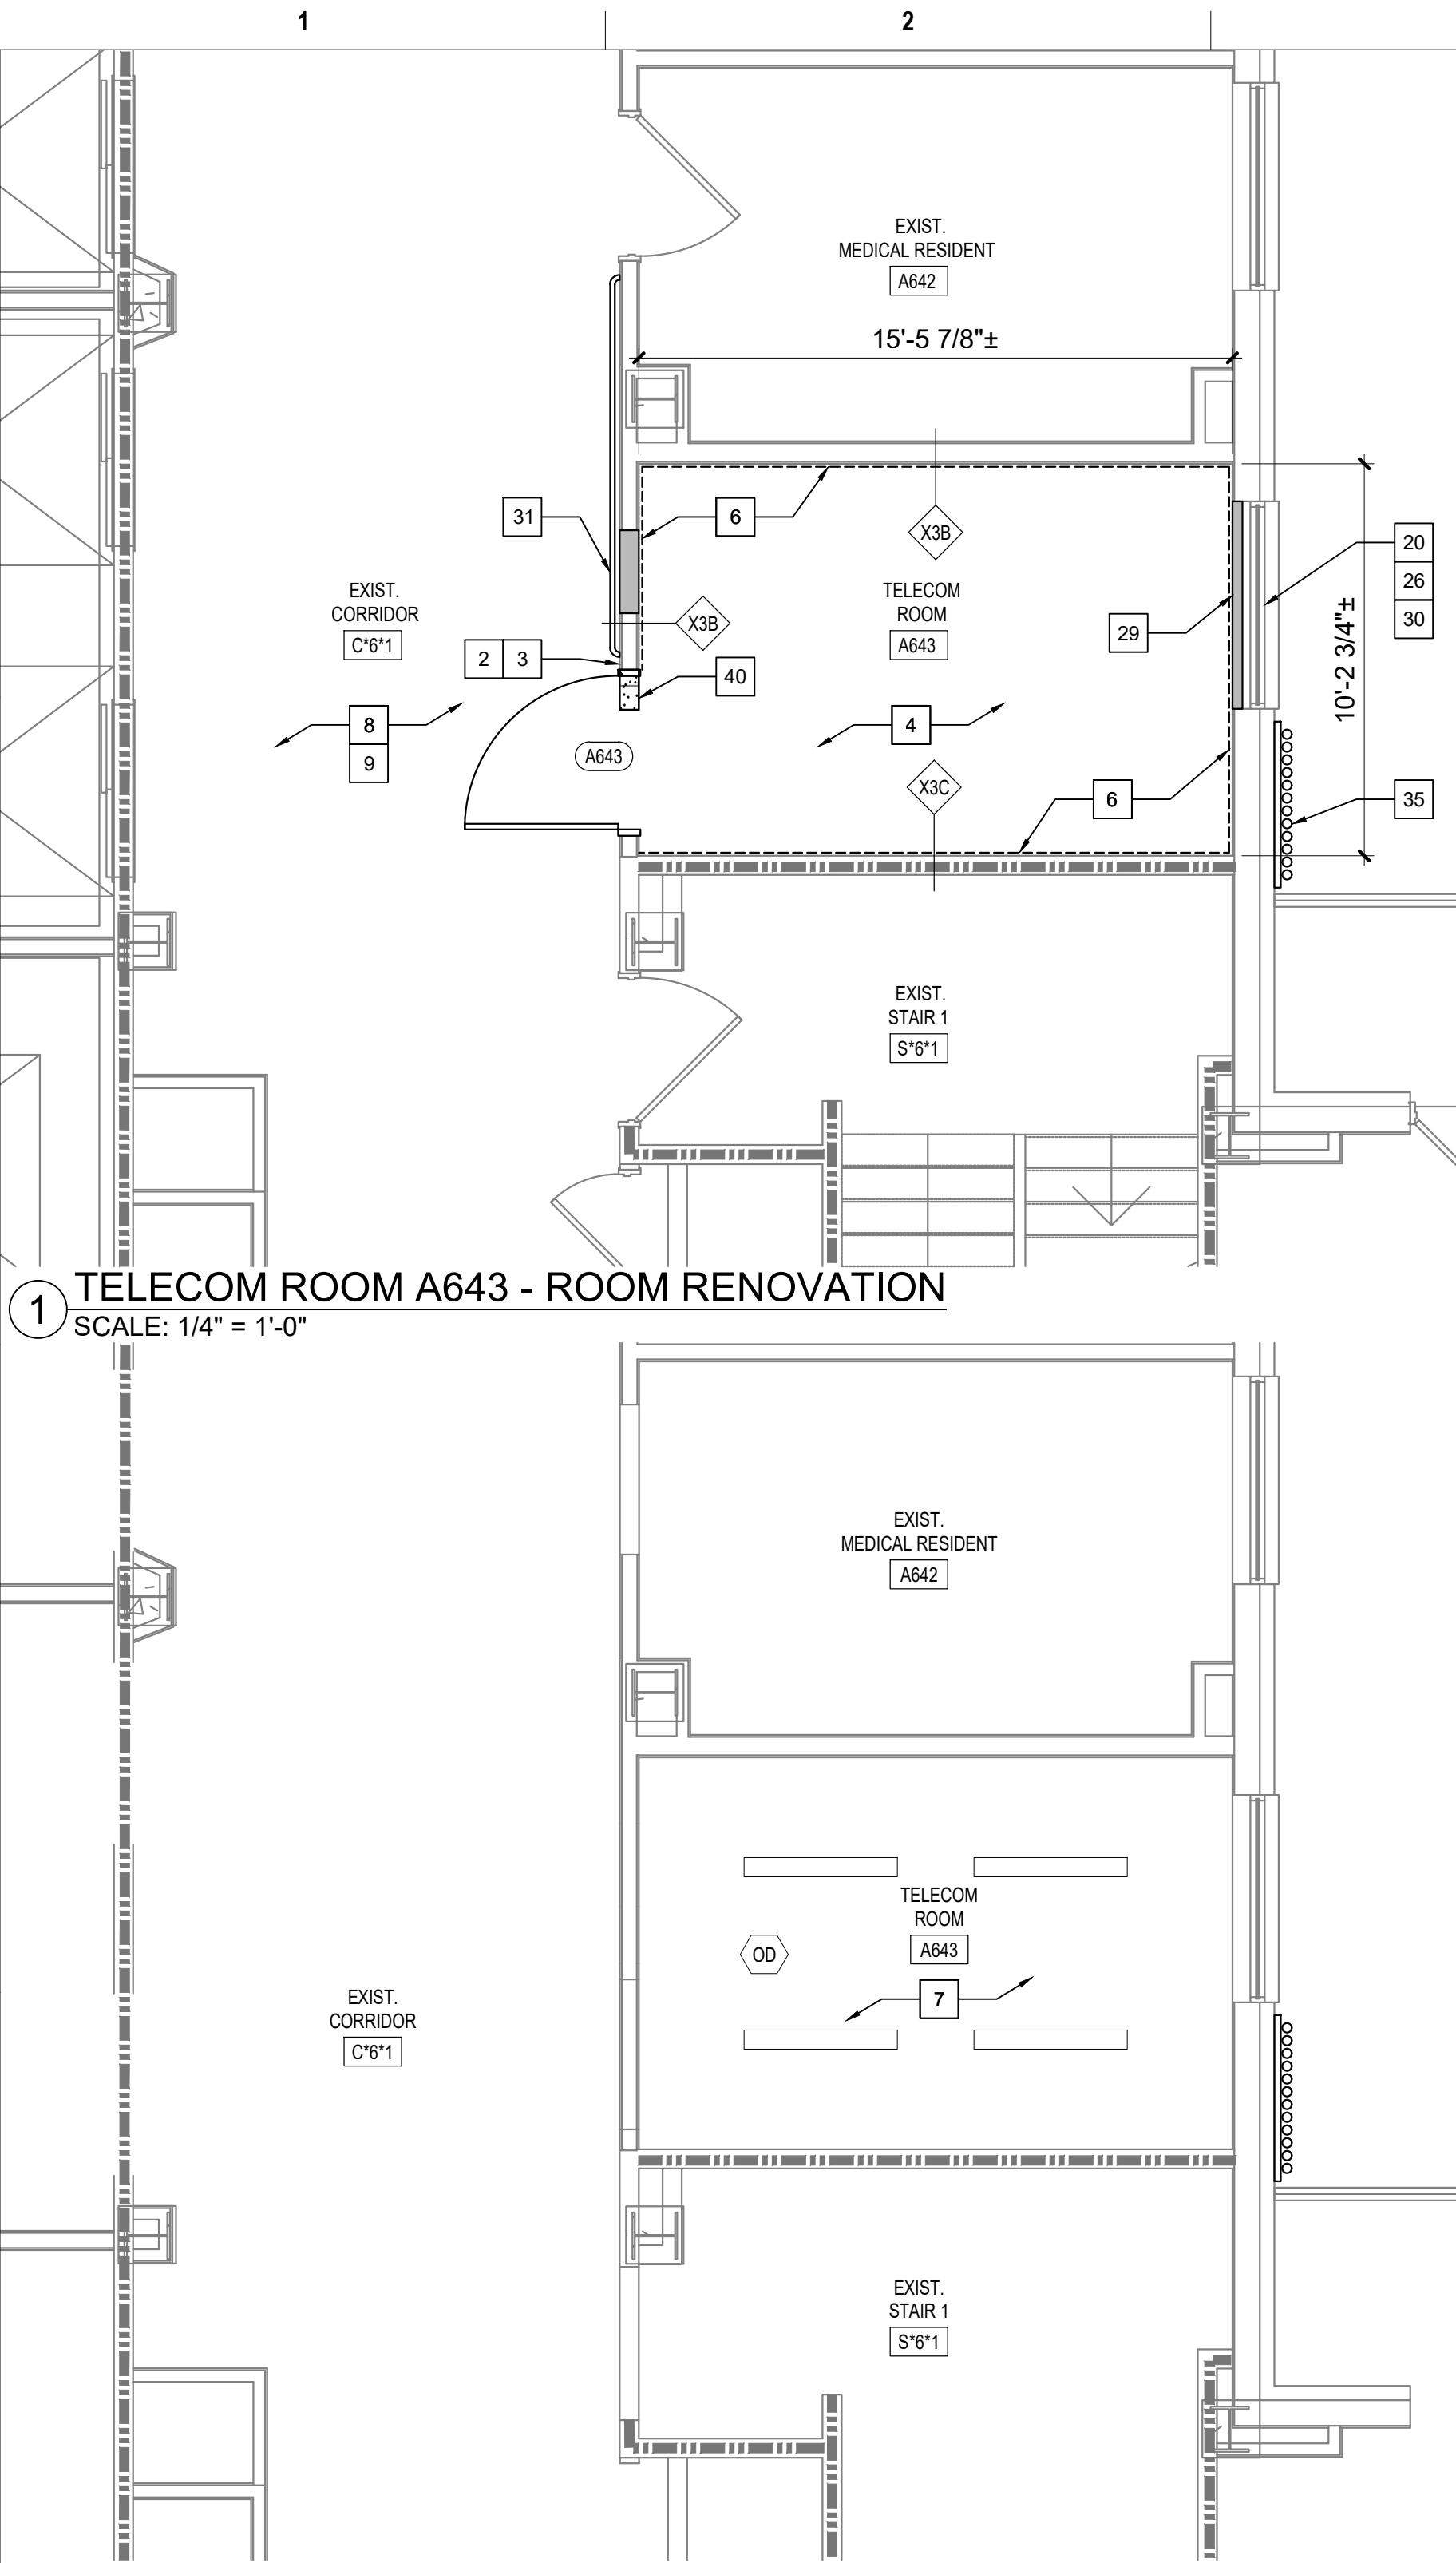 1
2
EXIST.
MEDICAL RESIDENT
A642
15'-5 7/8"±
31
6
X3B
20
26
30
EXIST.
CORRIDOR
C*6*1
X3B
TELECOM
ROOM
A643
29
10'-2 3/4"±
2 3
40
8
9
4
A643
X3C
6
35
EXIST.
STAIR 1
S*6*1
1
TELECOM ROOM A643 - ROOM RENOVATION
SCALE: 1/4" = 1'-0"
EXIST.
MEDICAL RESIDENT
A642
TELECOM
ROOM
A643
OD
7
EXIST.
CORRIDOR
C*6*1
EXIST.
STAIR 1
S*6*1